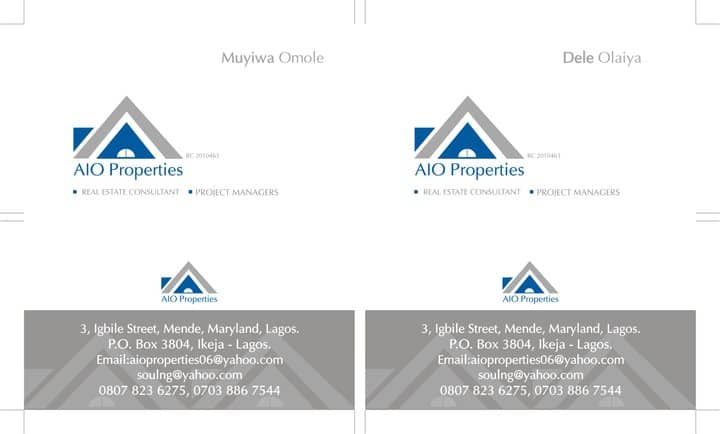 Muyiwa Omole
RC 2010463
AIO Properties
REAL ESTATE CONSULTANT PROJECT MANAGERS
Dele Olaiya
RC 2010463
AIO Properties
REAL ESTATE CONSULTANT PROJECT MANAGERS
AIO Properties
3, Igbile Street, Mende, Maryland, Lagos.
P.O. Box 3804, Ikeja - Lagos.
Email:aioproperties06@yahoo.com
soulng@yahoo.com
0807 823 6275, 0703 886 7544
AIO Properties
3, Igbile Street, Mende, Maryland, Lagos.
P.O. Box 3804, Ikeja - Lagos.
Email:aioproperties06@yahoo.com
soulng@yahoo.com
0807 823 6275, 0703 886 7544